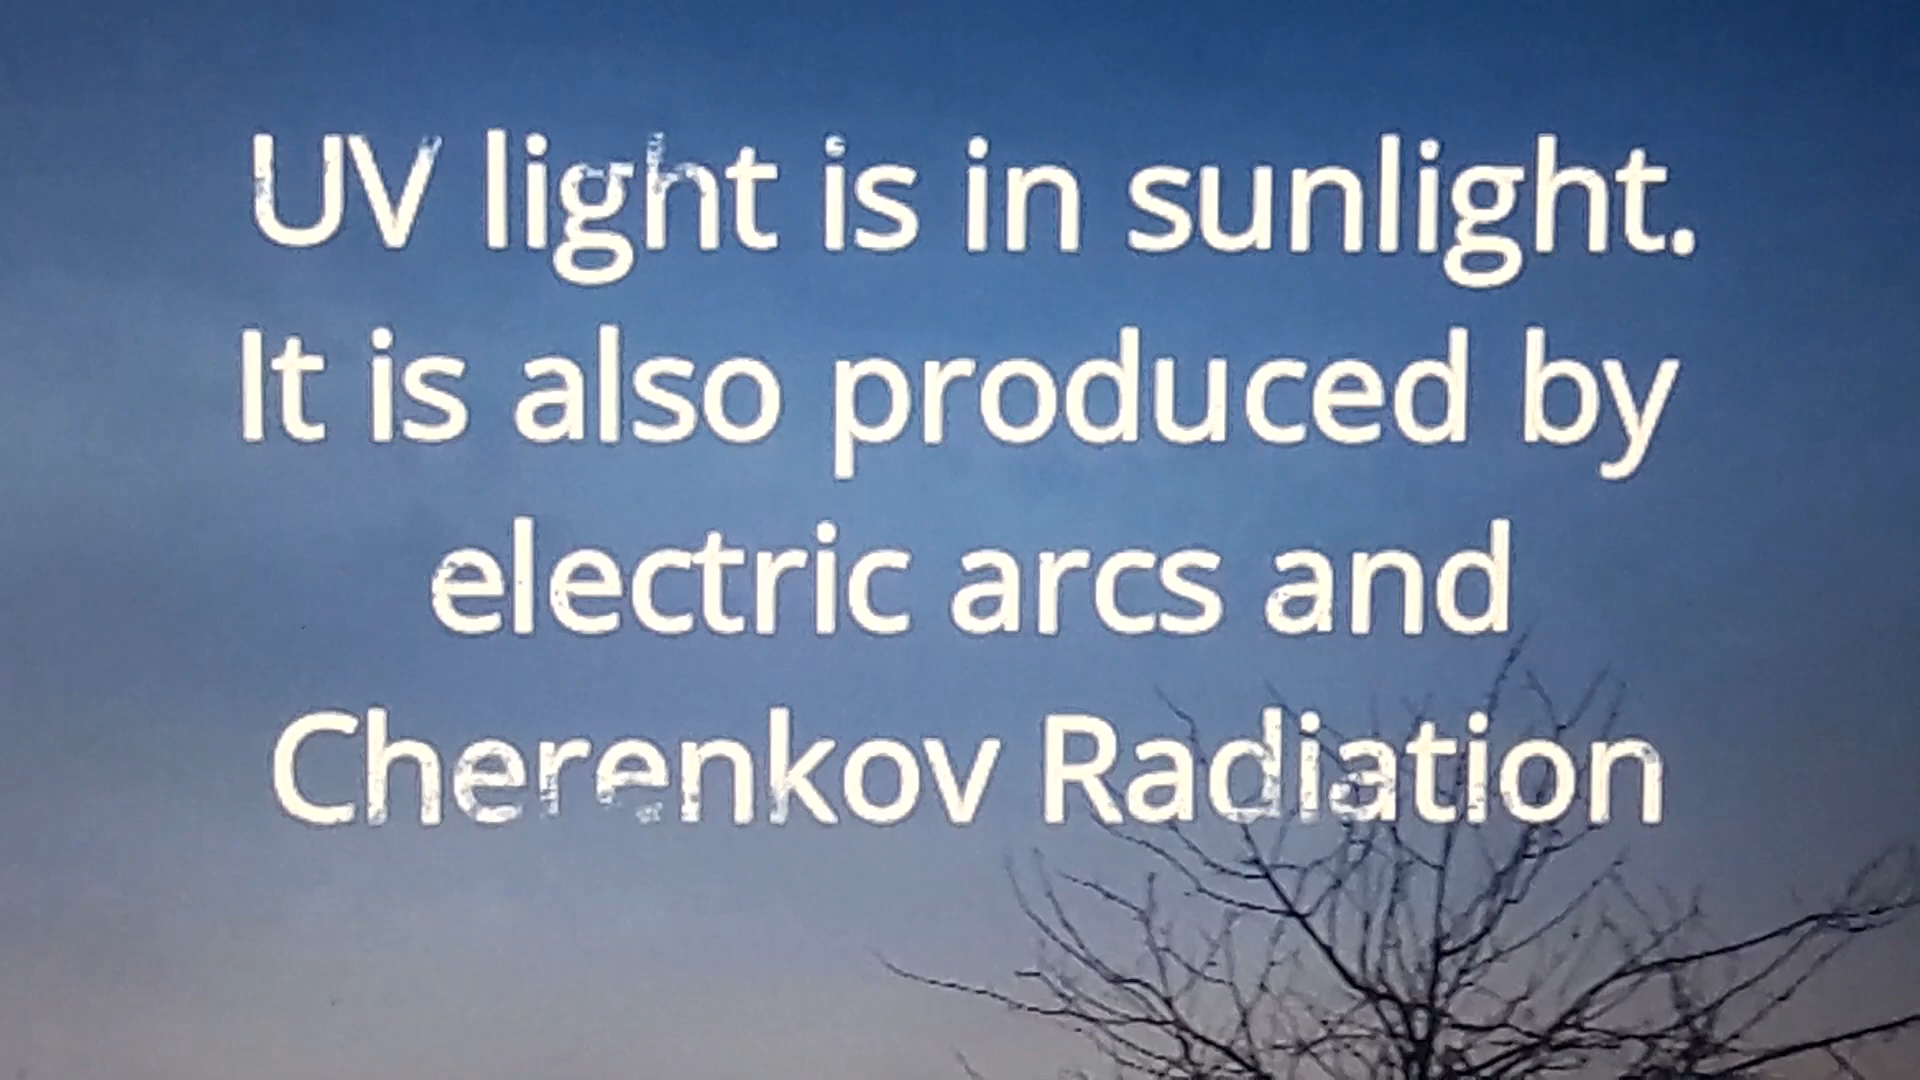 UV light is in sunlight.
It is also produced by
electric arcs and
Cherenkov Radiation